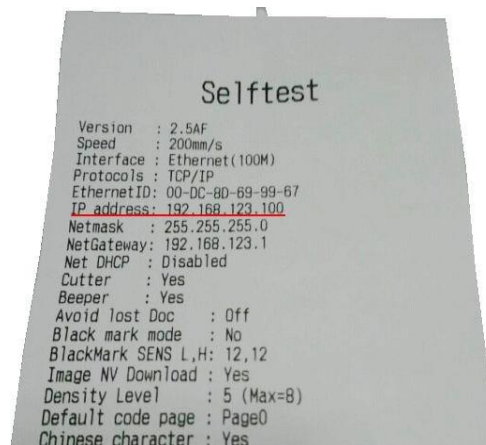 Selftest
Version : 2.5AF
Speed : 200mm/s
Interface : Ethernet(100M)
Protocols : TCP/IP
EthernetID: 00-DC-8D-69-99-67
IP address: 192.168.123.100
Netmask : 255.255.255.0
NetGateway: 192.168.123.1
Net DHCP : Disabled
Cutter : Yes
Beeper : Yes
Avoid lost Doc : Off
Black mark mode : No
BlackMark SENS L,H: 12,12
Image NV Download : Yes
Density Level : 5 (Max=8)
Default code page : Page0
Chinese character : Yes